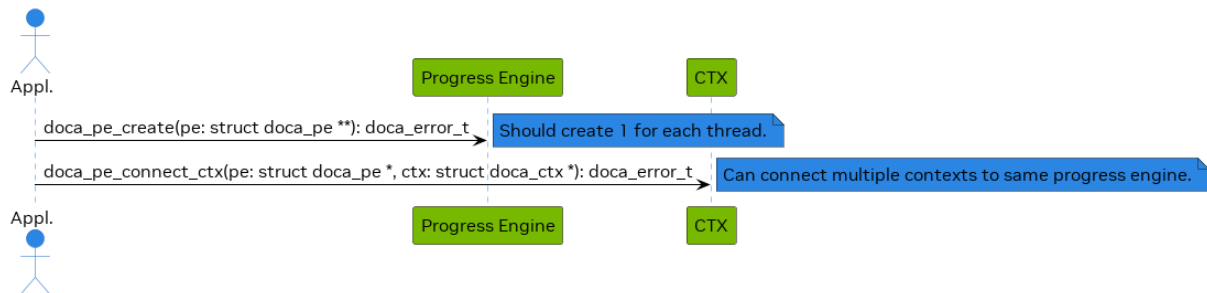 Appl.
Progress Engine
CTX
doca_pe_create(pe: struct doca_pe **): doca_error_t
Should create 1 for each thread.
doca_pe_connect_ctx(pe: struct doca_pe *, ctx: struct doca_ctx *): doca_error_t
Can connect multiple contexts to same progress engine.
Appl.
Progress Engine
CTX